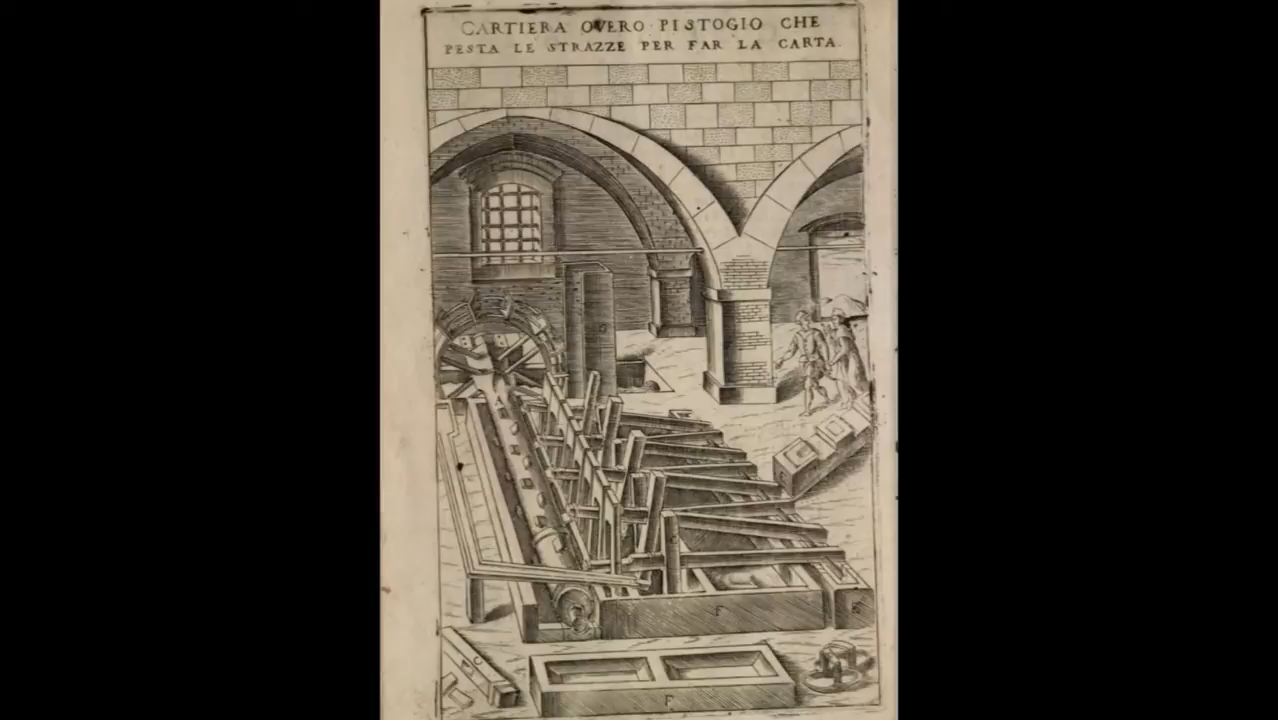 CARTIERA OVERO PISTOGIO CHE
PESTA LE STRAZZE PER FAR LA CARTA.
G
F
E
C
F